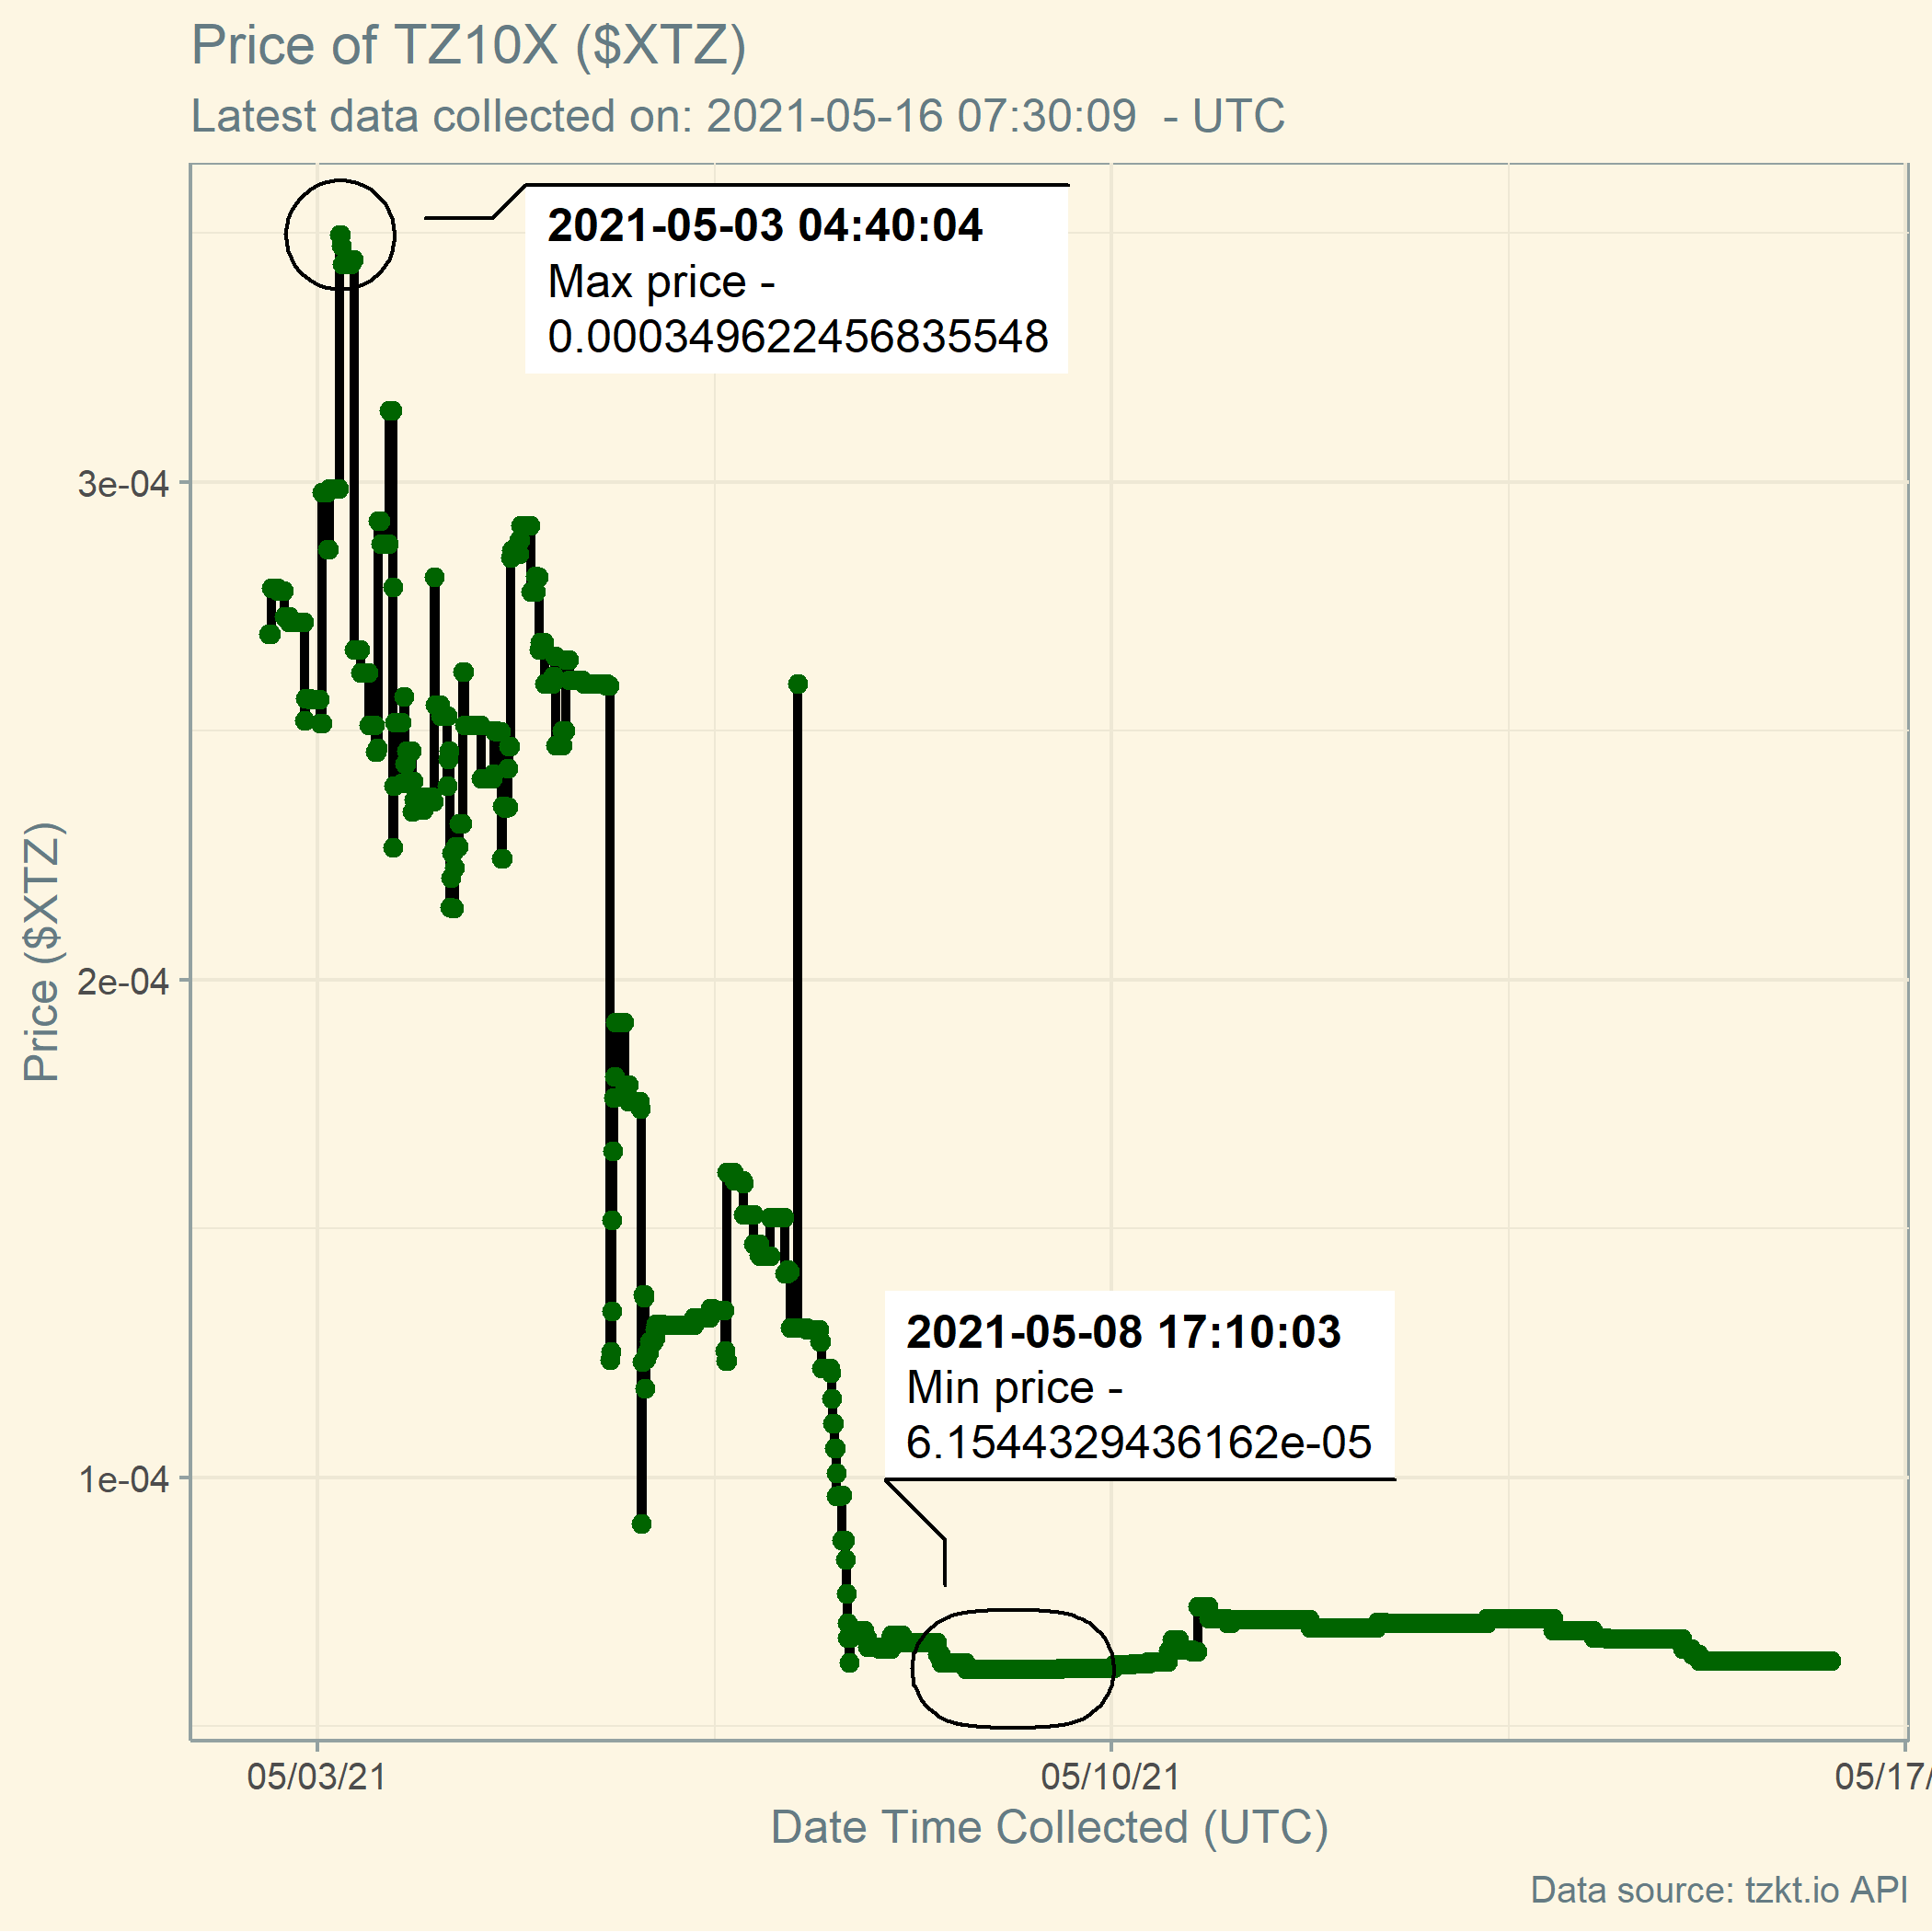 Price of TZ10X ($XTZ)
Latest data collected on: 2021-05-16 07:30:09  - UTC
2021-05-03 04:40:04
Max price -
0.000349622456835548
3e-04
2e-04
1e-04
Price ($XTZ)
2021-05-08 17:10:03
Min price -
6.1544329436162e-05
05/03/21
05/10/21
05/17/
Date Time Collected (UTC)
Data source: tzkt.io API